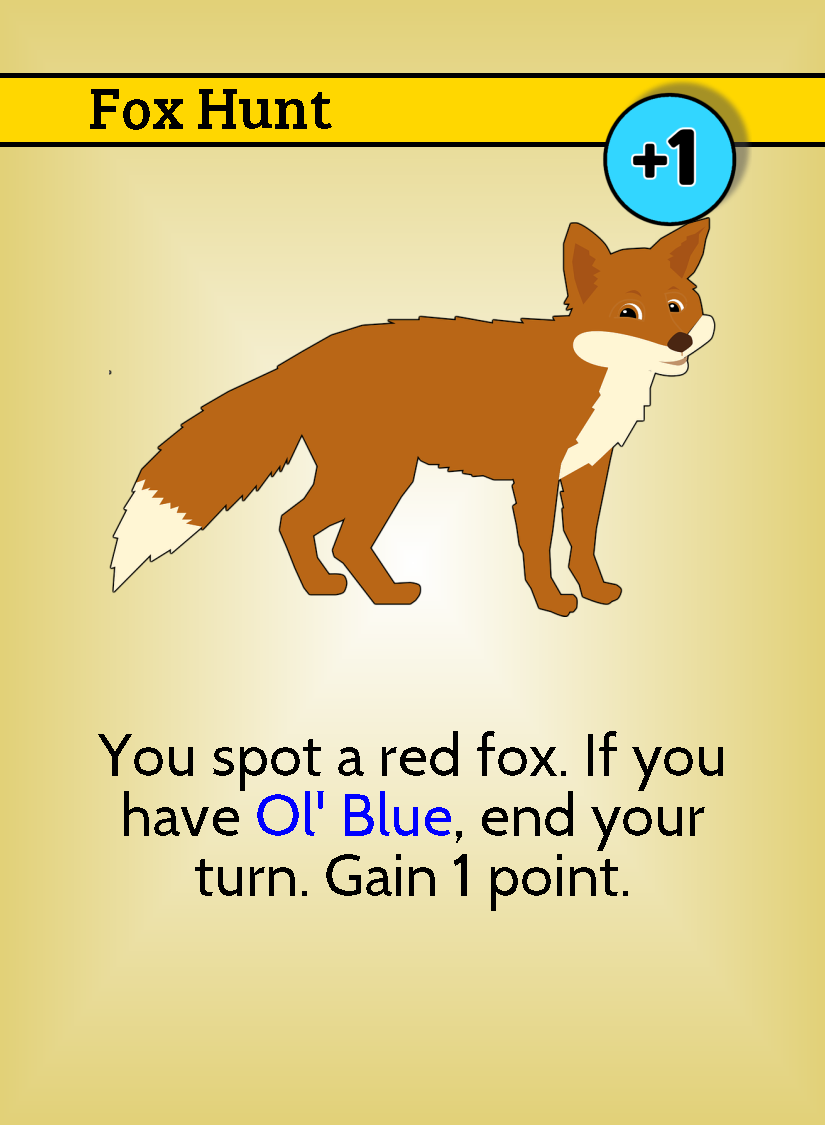 Fox Hunt
+1
You spot a red fox. If you
have Ol' Blue, end your
turn. Gain 1 point.